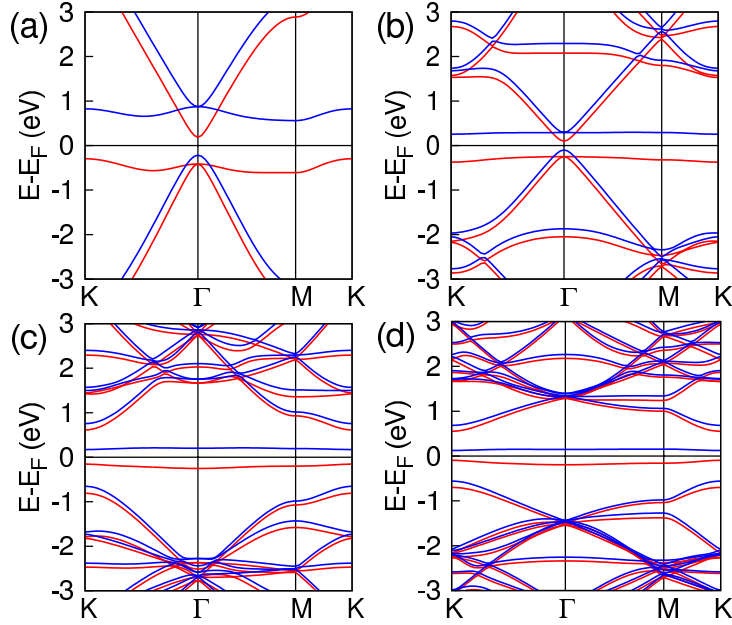 (a)
3
2
1
0
-1
-2
-3
E-E_F (eV)
K Γ M K
(b)
3
2
1
0
-1
-2
-3
E-E_F (eV)
K Γ M K
(c)
3
2
1
0
-1
-2
-3
E-E_F (eV)
K Γ M K
(d)
3
2
1
0
-1
-2
-3
E-E_F (eV)
K Γ M K